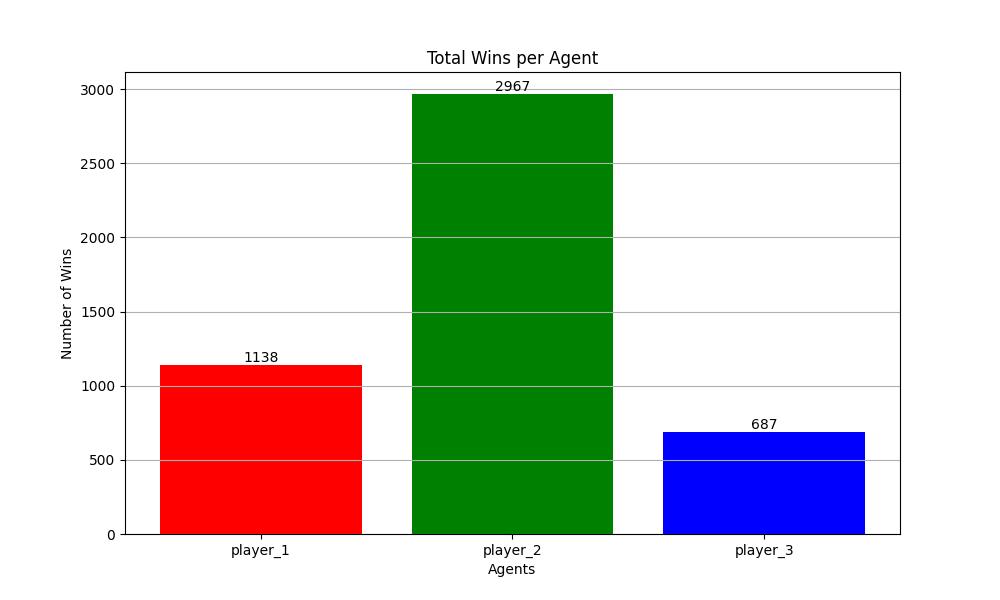 Total Wins per Agent
Number of Wins
3000
2500
2000
1500
1000
500
0
1138
2967
687
player_1
player_2
player_3
Agents